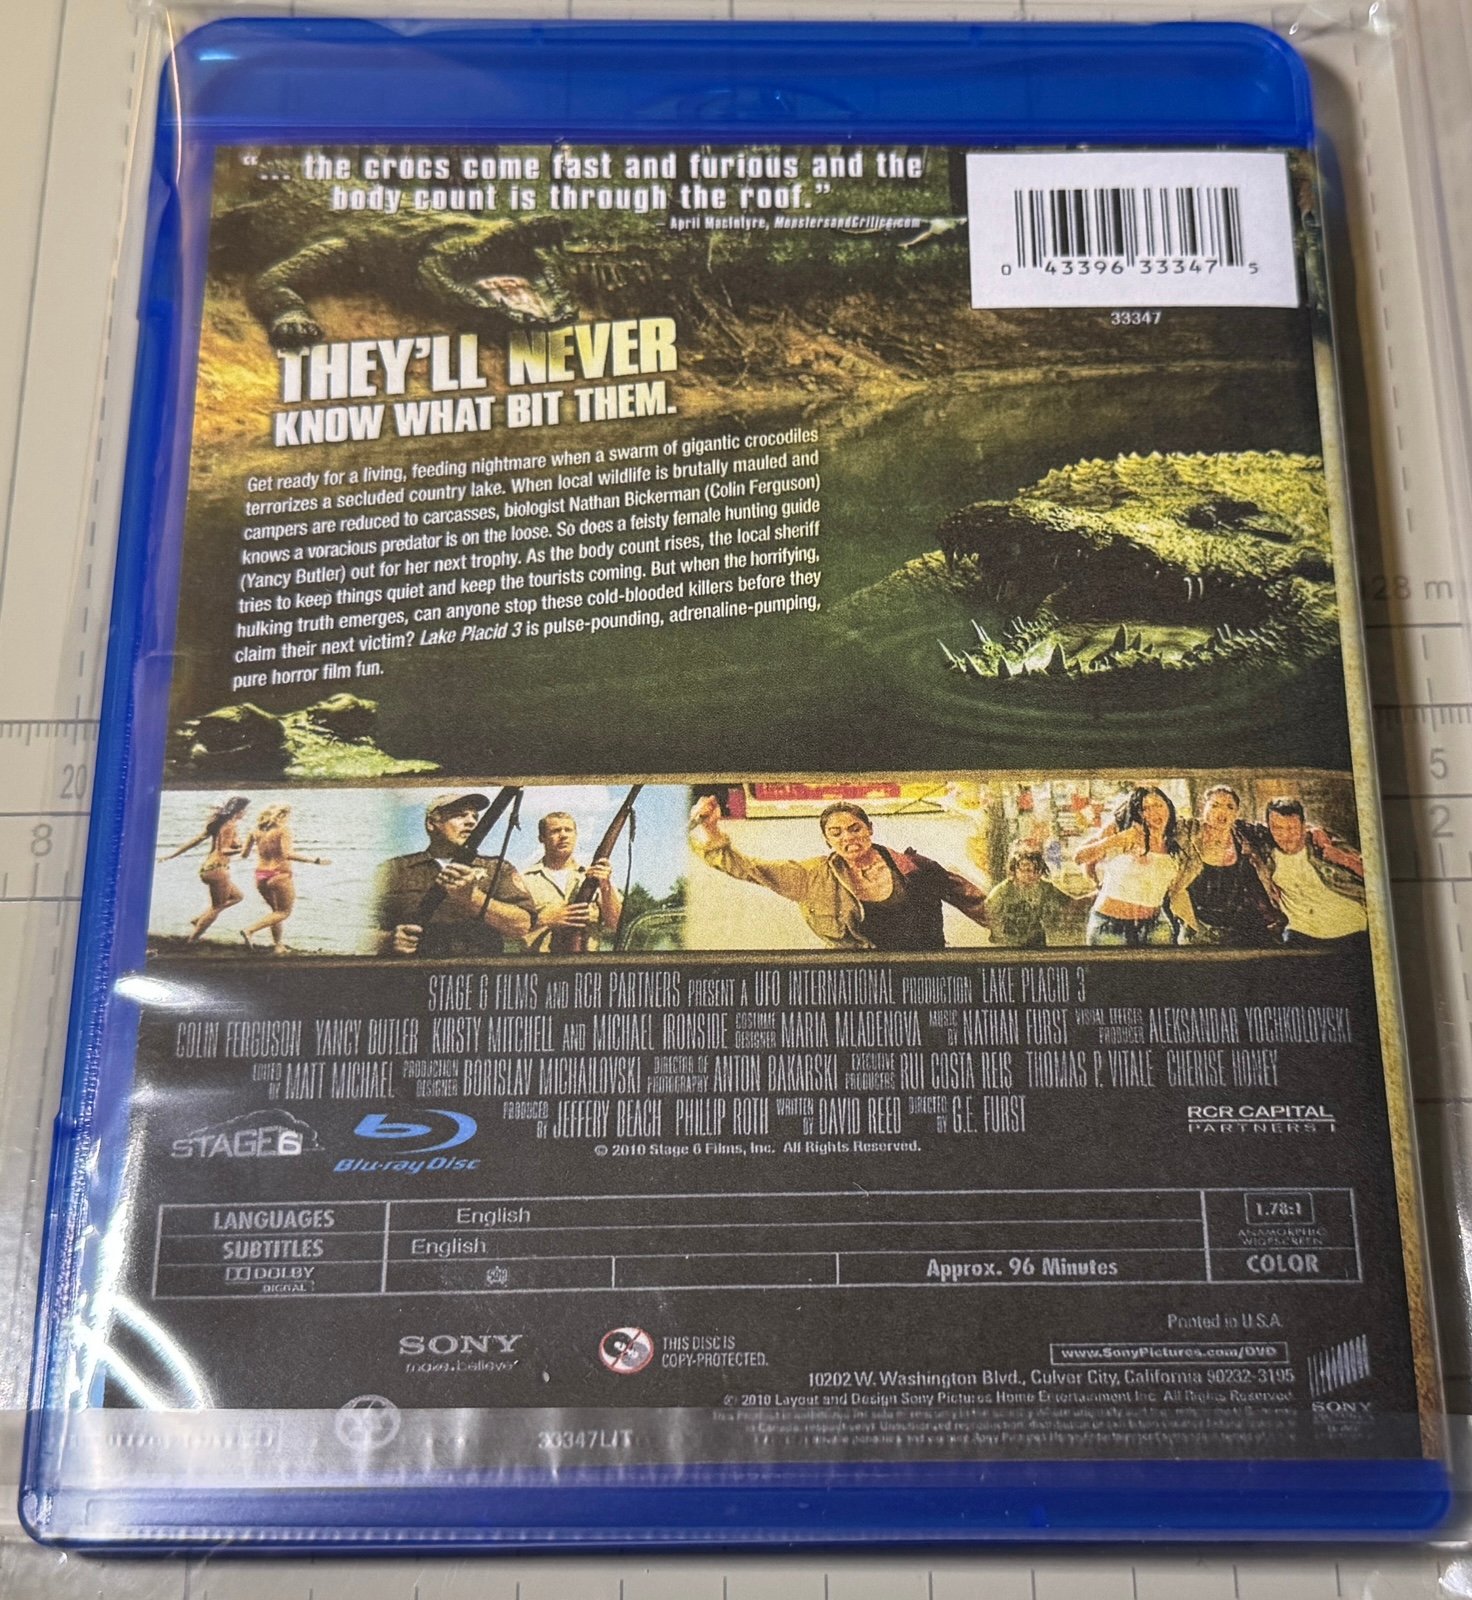 “... the crocs come fast and furious and the
body count is through the roof.”
– April MacIntyre, MonstersandCritics.com
0 43396 33347 5
33347
THEY'LL NEVER
KNOW WHAT BIT THEM.
Get ready for a living, feeding nightmare when a swarm of gigantic crocodiles
terrorizes a secluded country lake. When local wildlife is brutally mauled and
campers are reduced to carcasses, biologist Nathan Bickerman (Colin Ferguson)
knows a voracious predator is on the loose. So does a feisty female hunting guide
(Yancy Butler) out for her next trophy. As the body count rises, the local sheriff
tries to keep things quiet and keep the tourists coming. But when the horrifying,
hulking truth emerges, can anyone stop these cold-blooded killers before they
claim their next victim? Lake Placid 3 is pulse-pounding, adrenaline-pumping,
pure horror film fun.
STAGE 6 FILMS AND RCR PARTNERS PRESENT A UFO INTERNATIONAL PRODUCTION "LAKE PLACID 3"
COLIN FERGUSON YANCY BUTLER KIRSTY MITCHELL AND MICHAEL IRONSIDE COSTUME DESIGNER MARIA MLADENOVA MUSIC BY NATHAN FURST VISUAL EFFECTS PRODUCER ALEKSANDAR YOCHKOLOVSKI
EDITED BY MATT MICHAEL PRODUCTION DESIGNER BORISLAV MICHAILOVSKI DIRECTOR OF PHOTOGRAPHY ANTON BAKARSKI EXECUTIVE PRODUCERS RUI COSTA REIS THOMAS P. VITALE CHERISE HONEY
PRODUCED BY JEFFERY BEACH PHILLIP ROTH WRITTEN BY DAVID REED DIRECTED BY G.E. FURST
© 2010 Stage 6 Films, Inc. All Rights Reserved.
STAGE 6
Blu-ray Disc
RCR CAPITAL
PARTNERS I
LANGUAGES English
SUBTITLES English
DOLBY
DIGITAL
Approx. 96 Minutes
1.78:1
ANAMORPHIC
WIDESCREEN
COLOR
SONY
make.believe
THIS DISC IS
COPY-PROTECTED.
Printed in U.S.A.
www.SonyPictures.com/DVD
10202 W. Washington Blvd., Culver City, California 90232-3195
© 2010 Layout and Design Sony Pictures Home Entertainment Inc. All Rights Reserved.
SONY
33347LIT
20
8
28 m
5
2